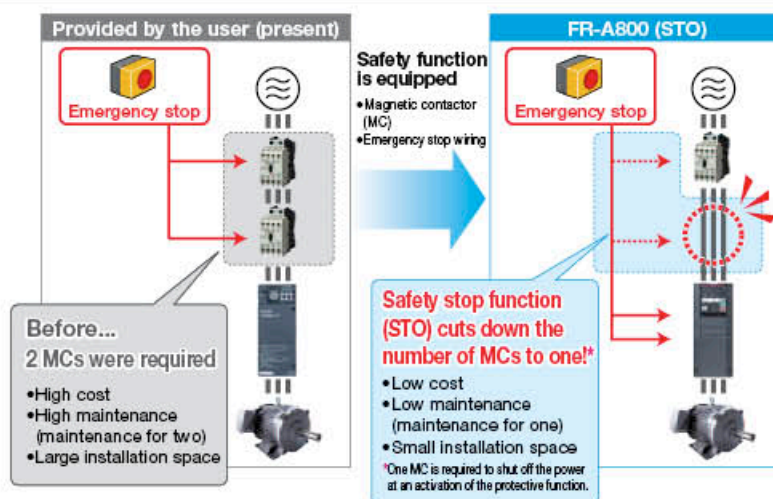 Provided by the user (present)
Emergency stop
Before...
2 MCs were required
•High cost
•High maintenance
(maintenance for two)
•Large installation space
Safety function
is equipped
•Magnetic contactor
(MC)
•Emergency stop wiring
FR-A800 (STO)
Emergency stop
Safety stop function
(STO) cuts down the
number of MCs to one!*
•Low cost
•Low maintenance
(maintenance for one)
•Small installation space
*One MC is required to shut off the power
at an activation of the protective function.